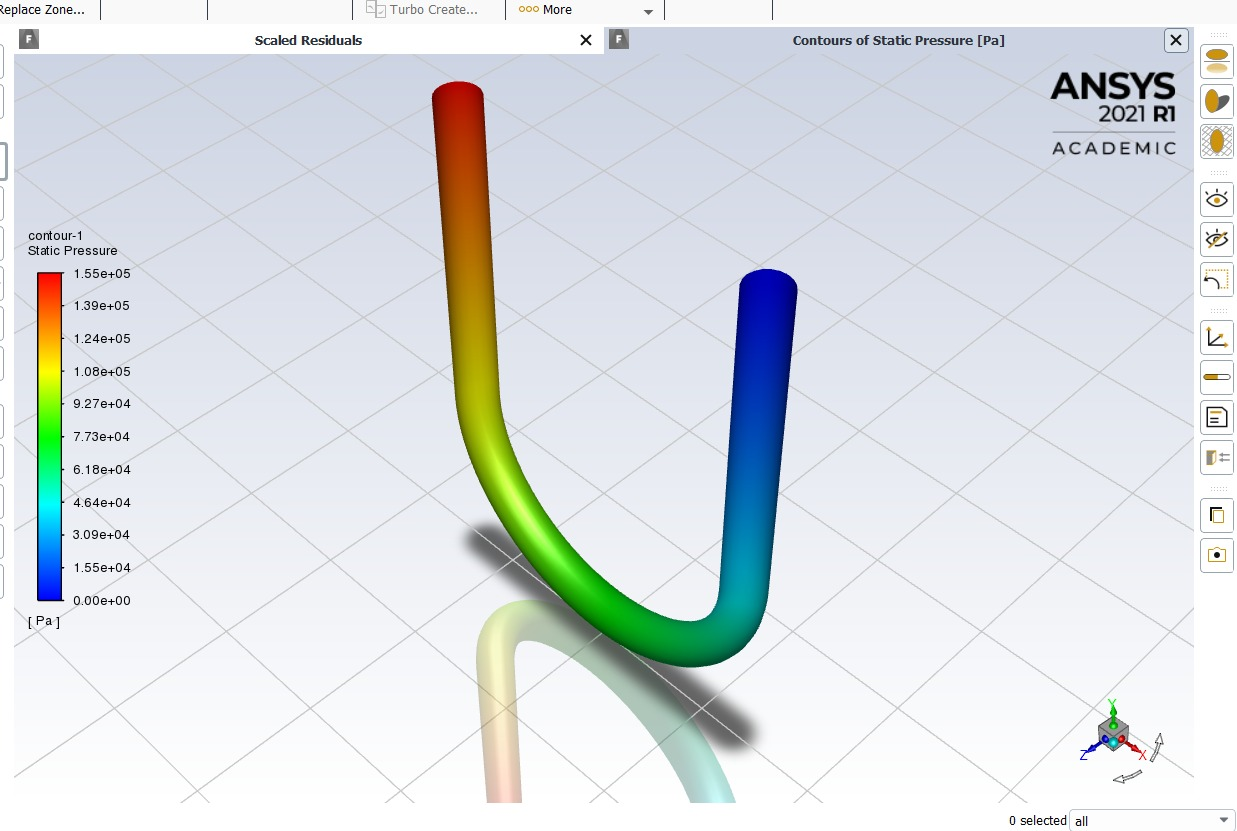 Replace Zone...
Turbo Create...
More
Scaled Residuals
Contours of Static Pressure [Pa]
ANSYS
2021 R1
ACADEMIC
contour-1
Static Pressure
1.55e+05
1.39e+05
1.24e+05
1.08e+05
9.27e+04
7.73e+04
6.18e+04
4.64e+04
3.09e+04
1.55e+04
0.00e+00
[ Pa ]
Y
Z
X
0 selected
all